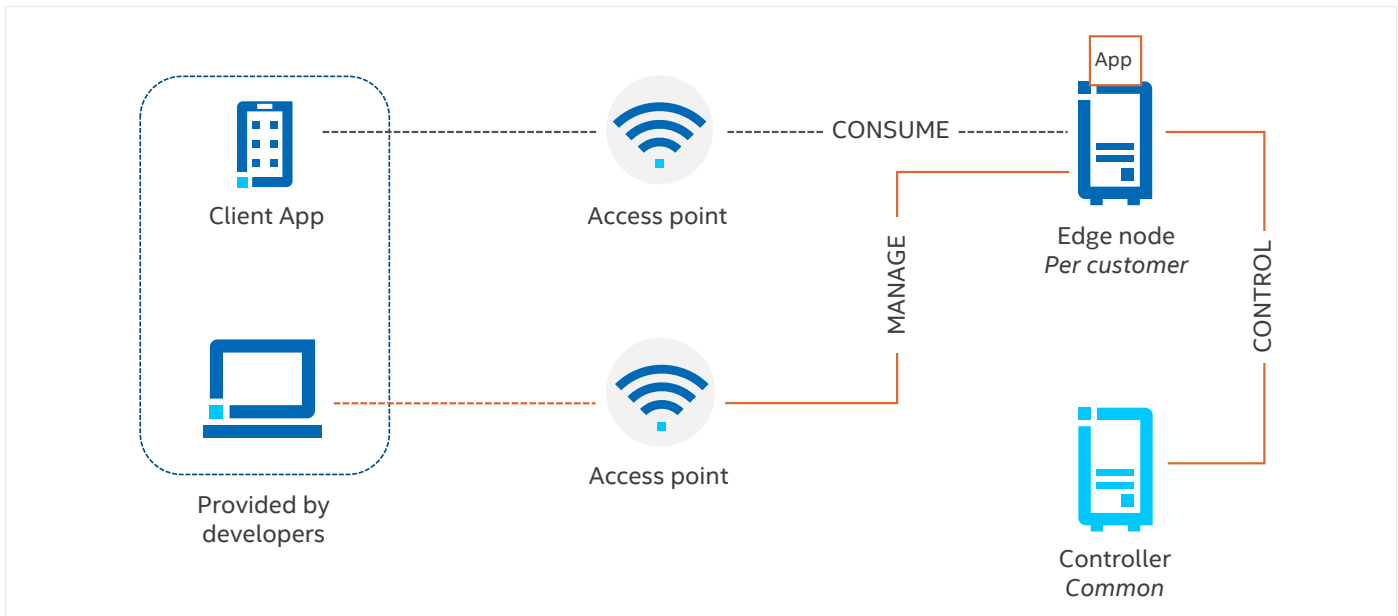 App
CONSUME
Client App
Access point
Edge node
Per customer
MANAGE
CONTROL
Access point
Provided by
developers
Controller
Common